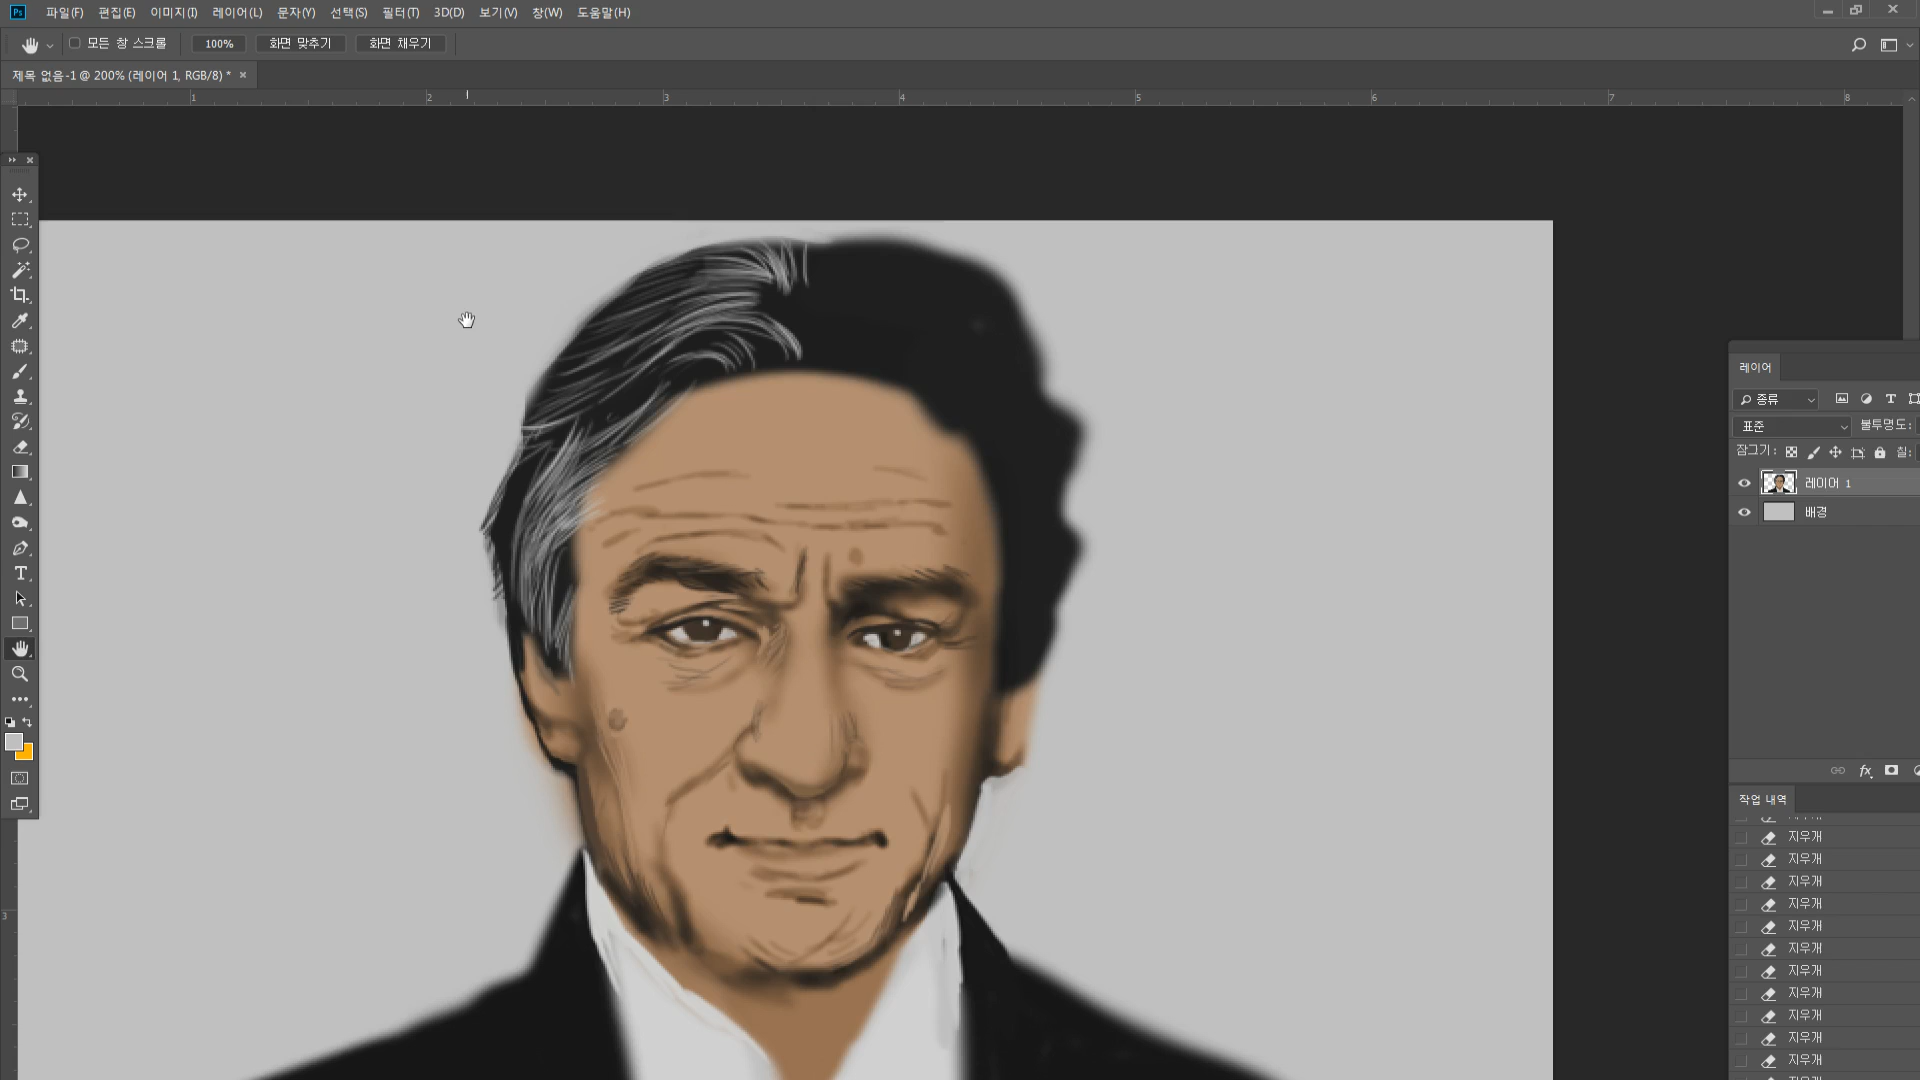 Ps 파일(F) 편집(E) 이미지(I) 레이어(L) 문자(Y) 선택(S) 필터(T) 3D(D) 보기(V) 창(W) 도움말(H)
모든 창 스크롤 100% 화면 맞추기 화면 채우기
제목 없음-1 @ 200% (레이어 1, RGB/8) *
1 2 3 4 5 6 7 8
레이어
종류
표준 불투명도:
잠그기: 칠:
레이어 1
배경
fx
작업 내역
지우개
지우개
지우개
지우개
3 지우개
지우개
지우개
지우개
지우개
지우개
지우개